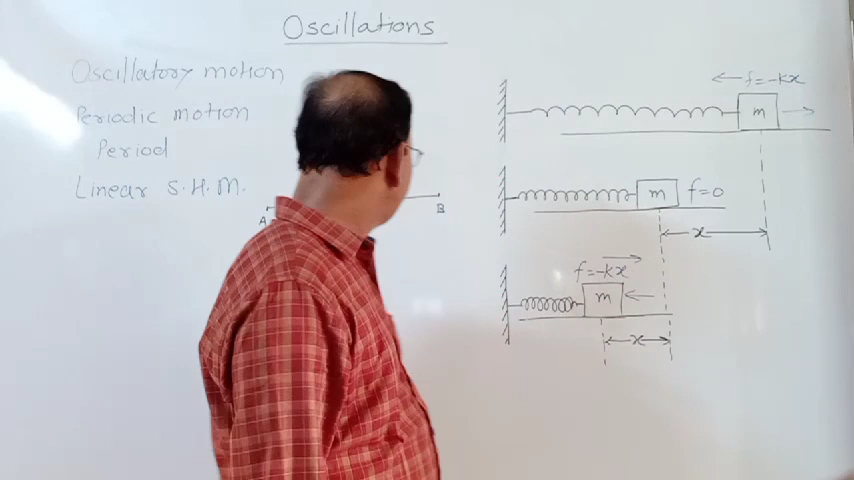 Oscillations
Oscillatory motion
Periodic motion
Period
Linear S.H.M.
A
B
f=-kx
m
m
f=0
x
f=-kx
m
x